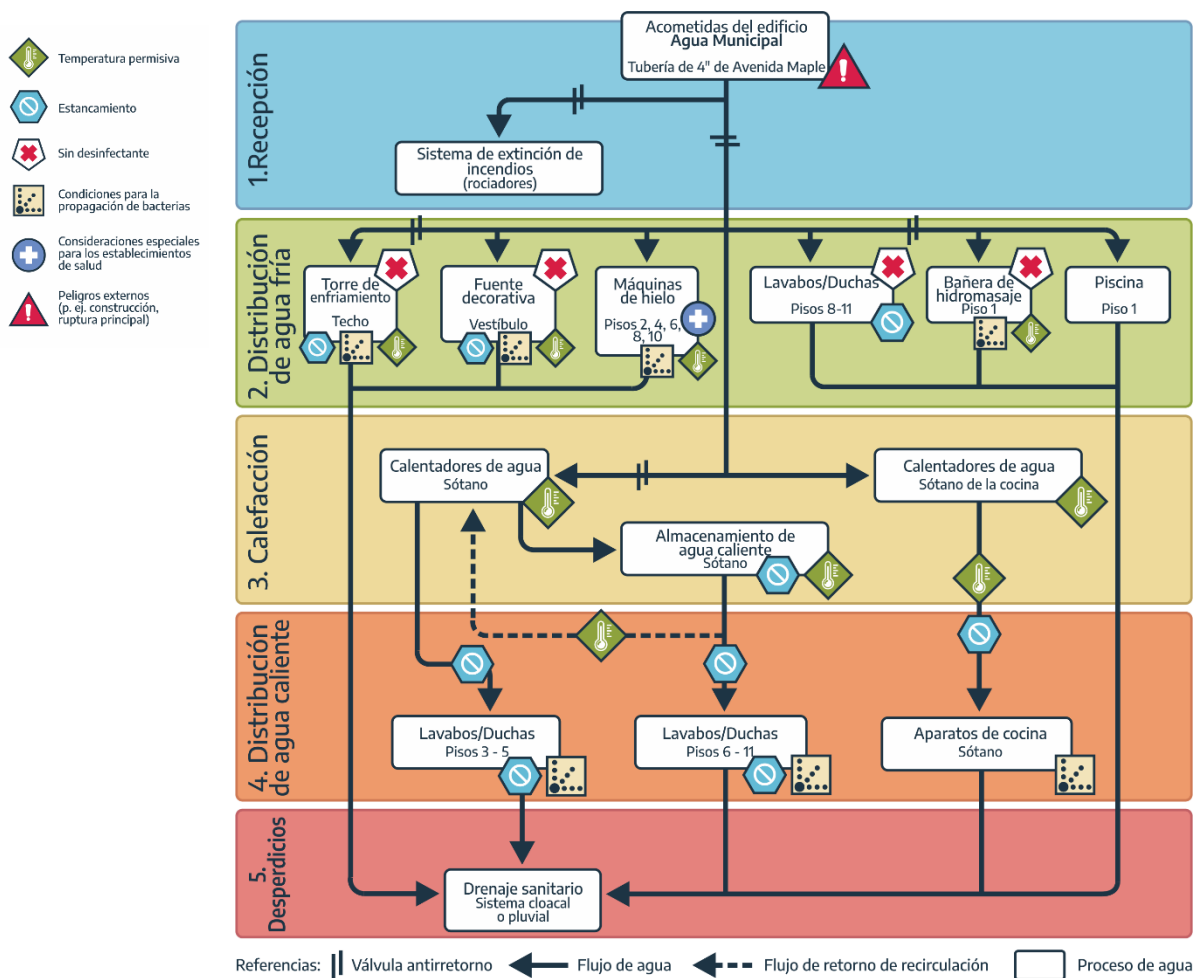 Temperatura permisiva
Estancamiento
Sin desinfectante
Condiciones para la
propagación de bacterias
Consideraciones especiales
para los establecimientos
de salud
Peligros externos
(p. ej. construcción,
ruptura principal)
1.Recepción
Acometidas del edificio
Agua Municipal
Tubería de 4" de Avenida Maple
Sistema de extinción de
incendios
(rociadores)
2. Distribución
de agua fría
Torre de
enfriamiento
Techo
Fuente
decorativa
Vestíbulo
Máquinas
de hielo
Pisos 2, 4, 6,
8, 10
Lavabos/Duchas
Pisos 8-11
Bañera de
hidromasaje
Piso 1
Piscina
Piso 1
3. Calefacción
Calentadores de agua
Sótano
Calentadores de agua
Sótano de la cocina
Almacenamiento de
agua caliente
Sótano
4. Distribución
de agua caliente
Lavabos/Duchas
Pisos 3 - 5
Lavabos/Duchas
Pisos 6 - 11
Aparatos de cocina
Sótano
5.
Desperdicios
Drenaje sanitario
Sistema cloacal
o pluvial
Referencias: Válvula antirretorno Flujo de agua Flujo de retorno de recirculación Proceso de agua